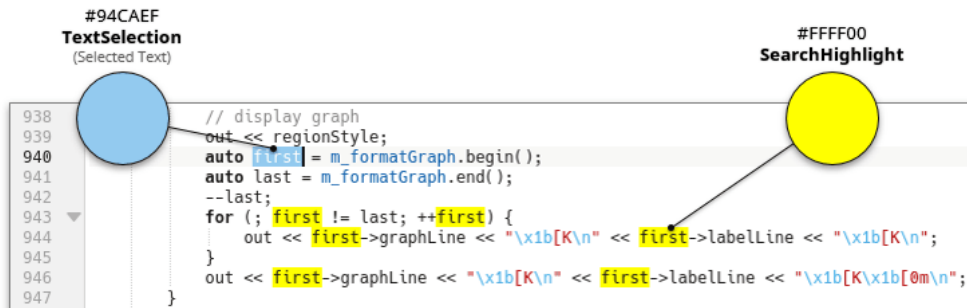 #94CAEF
TextSelection
(Selected Text)
#FFFF00
SearchHighlight
938 // display graph
939 out << regionStyle;
940 auto first = m_formatGraph.begin();
941 auto last = m_formatGraph.end();
942 --last;
943 for (; first != last; ++first) {
944 out << first->graphLine << "\x1b[K\n" << first->labelLine << "\x1b[K\n";
945 }
946 out << first->graphLine << "\x1b[K\n" << first->labelLine << "\x1b[K\x1b[0m\n";
947 }